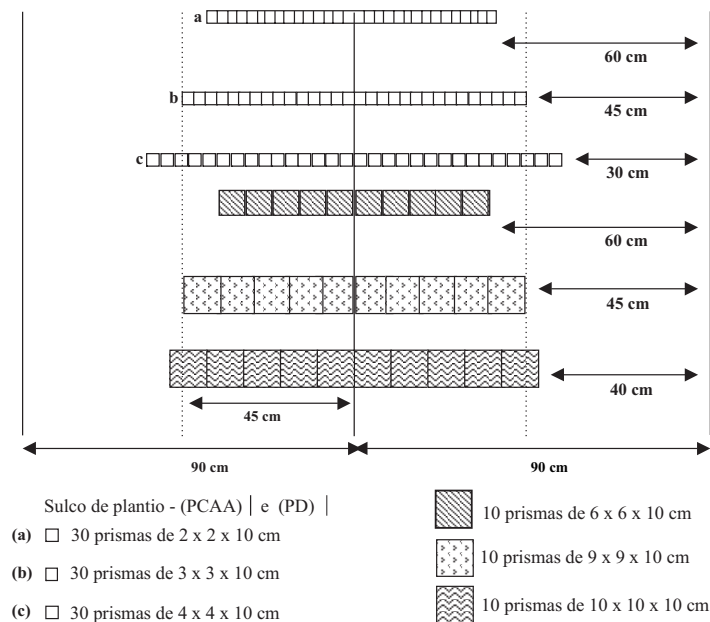 a
60 cm
b
45 cm
c
30 cm
60 cm
45 cm
40 cm
45 cm
90 cm
90 cm
Sulco de plantio - (PCAA) | e (PD) |
(a) 30 prismas de 2 x 2 x 10 cm
(b) 30 prismas de 3 x 3 x 10 cm
(c) 30 prismas de 4 x 4 x 10 cm
10 prismas de 6 x 6 x 10 cm
10 prismas de 9 x 9 x 10 cm
10 prismas de 10 x 10 x 10 cm